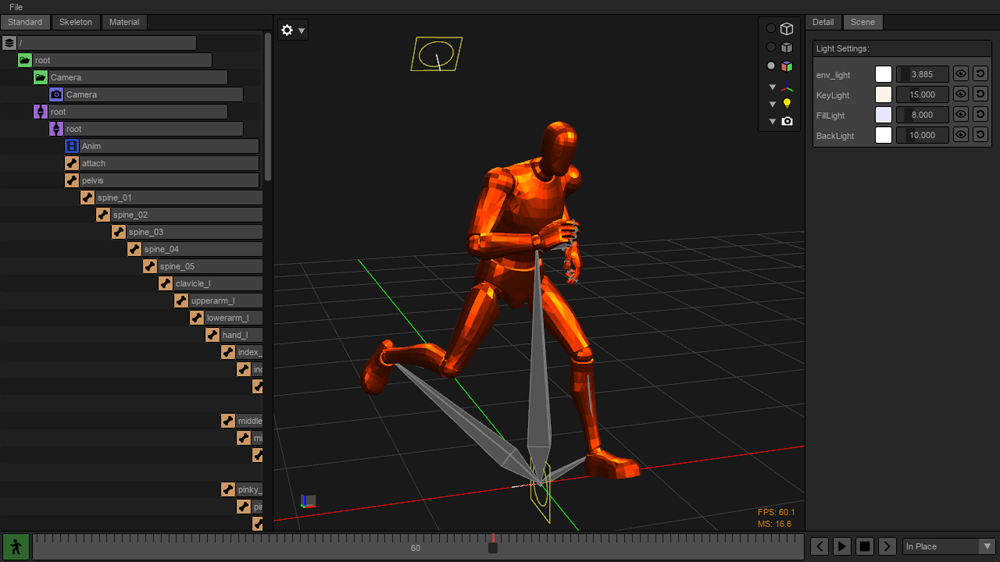 File
Standard Skeleton Material
/
root
Camera
Camera
root
root
Anim
attach
pelvis
spine_01
spine_02
spine_03
spine_04
spine_05
clavicle_l
upperarm_l
lowerarm_l
hand_l
index_
in
middle
mi
pinky_
pi
FPS: 60.1
MS: 16.6
Detail Scene
Light Settings:
env_light 3.885
KeyLight 15.000
FillLight 8.000
BackLight 10.000
60
In Place